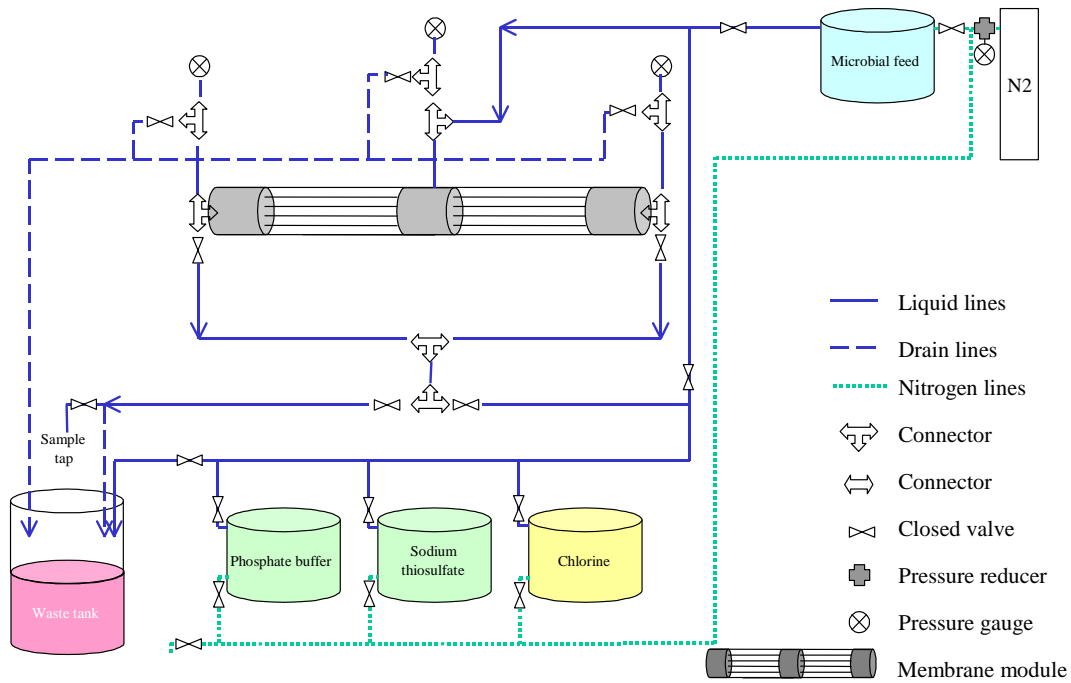 Microbial feed
N2
Liquid lines
Drain lines
Nitrogen lines
Connector
Connector
Closed valve
Pressure reducer
Pressure gauge
Membrane module
Sample
tap
Phosphate buffer
Sodium
thiosulfate
Chlorine
Waste tank